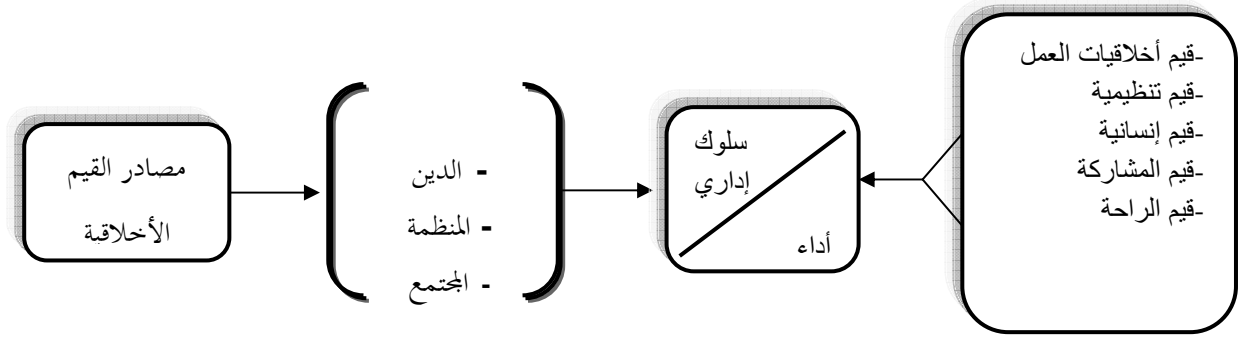 مصادر القيم
الأخلاقية
- الدين
- المنظمة
- المجتمع
سلوك
إداري
أداء
-قيم أخلاقيات العمل
-قيم تنظيمية
-قيم إنسانية
-قيم المشاركة
-قيم الراحة